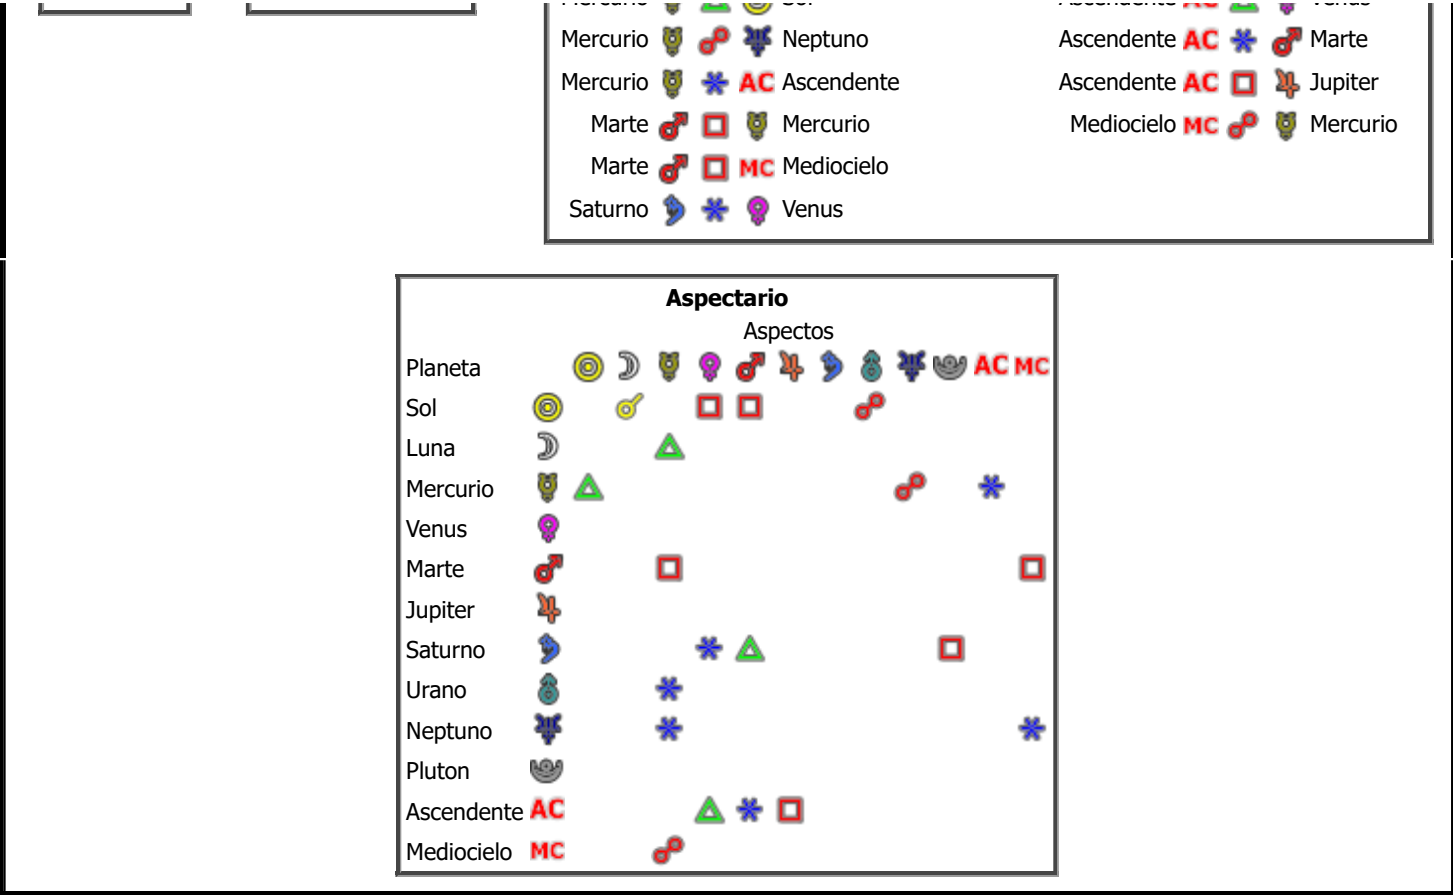 Mercurio Neptuno
Mercurio AC Ascendente
Marte Mercurio
Marte MC Mediocielo
Saturno Venus
Ascendente AC Marte
Ascendente AC Jupiter
Mediocielo MC Mercurio
Aspectario
Aspectos
Planeta AC MC
Sol
Luna
Mercurio
Venus
Marte
Jupiter
Saturno
Urano
Neptuno
Pluton
Ascendente AC
Mediocielo MC